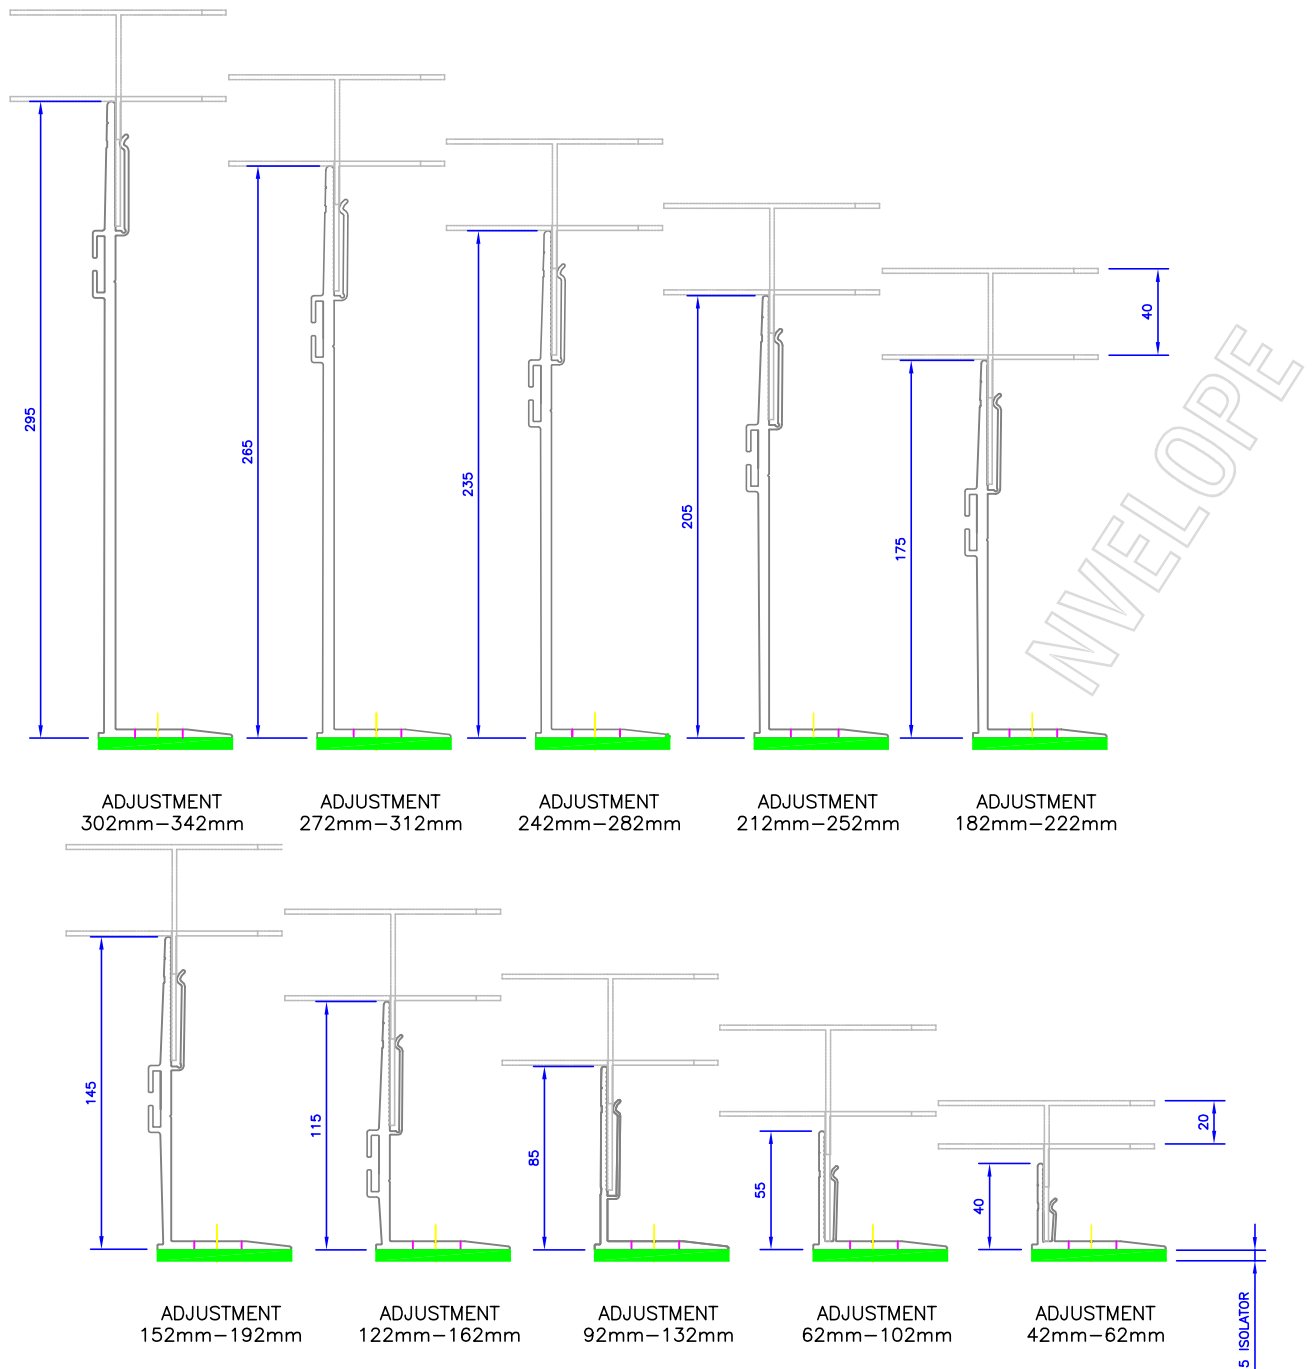 40
295
265
235
205
175
NVELOPE
ADJUSTMENT
302mm-342mm
ADJUSTMENT
272mm-312mm
ADJUSTMENT
242mm-282mm
ADJUSTMENT
212mm-252mm
ADJUSTMENT
182mm-222mm
145
115
85
55
40
20
5 ISOLATOR
ADJUSTMENT
152mm-192mm
ADJUSTMENT
122mm-162mm
ADJUSTMENT
92mm-132mm
ADJUSTMENT
62mm-102mm
ADJUSTMENT
42mm-62mm